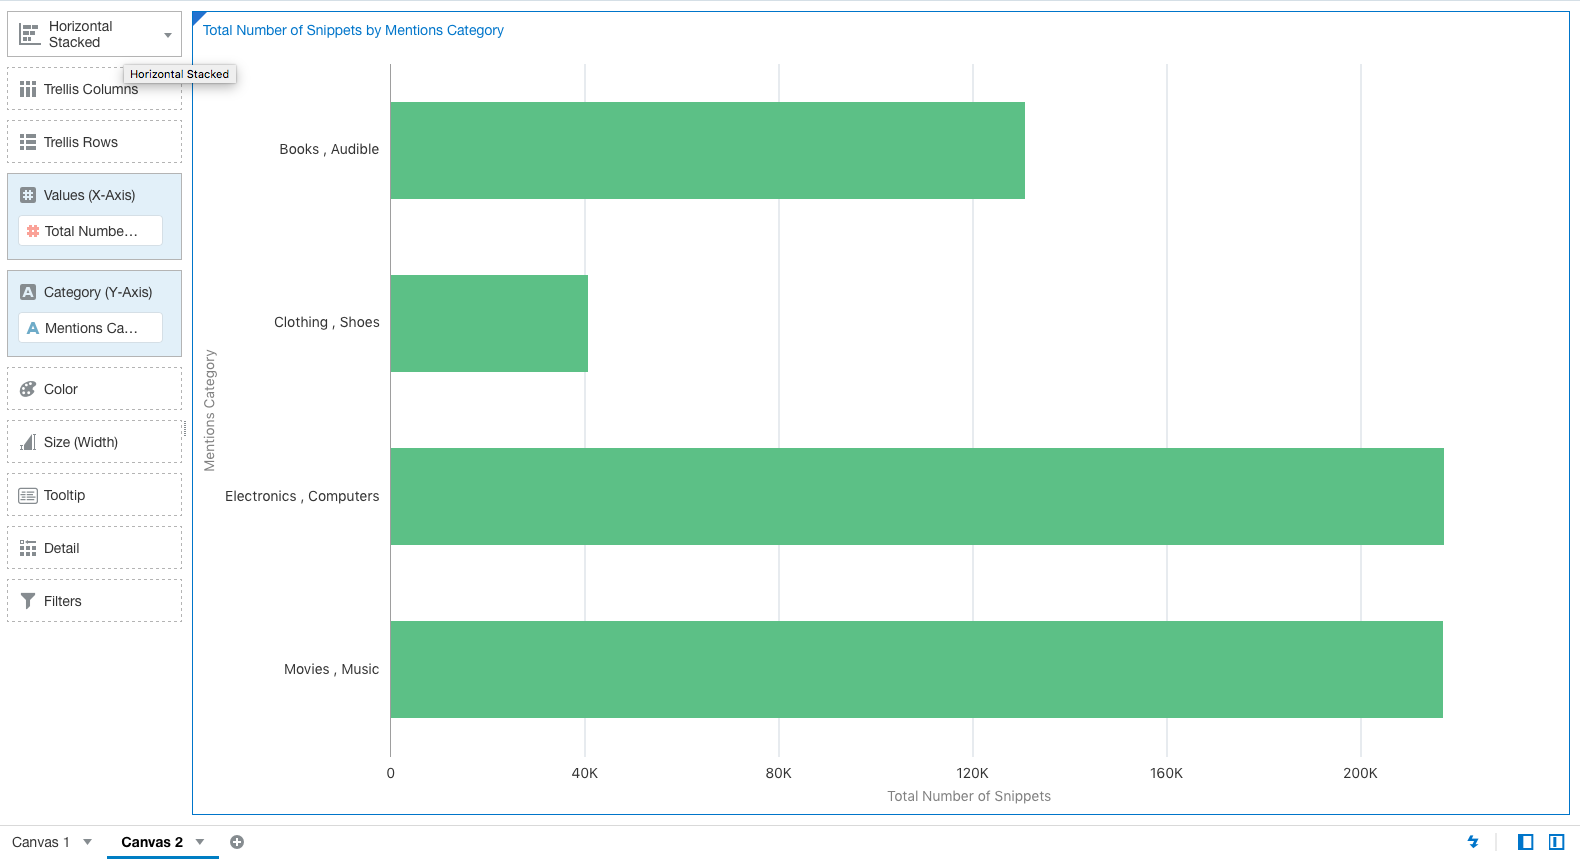 Horizontal
Stacked
Horizontal Stacked
Trellis Columns
Trellis Rows
Values (X-Axis)
Total Numbe...
Category (Y-Axis)
Mentions Ca...
Color
Size (Width)
Tooltip
Detail
Filters
Total Number of Snippets by Mentions Category
Mentions Category
Books , Audible
Clothing , Shoes
Electronics , Computers
Movies , Music
0 40K 80K 120K 160K 200K
Total Number of Snippets
Canvas 1 Canvas 2